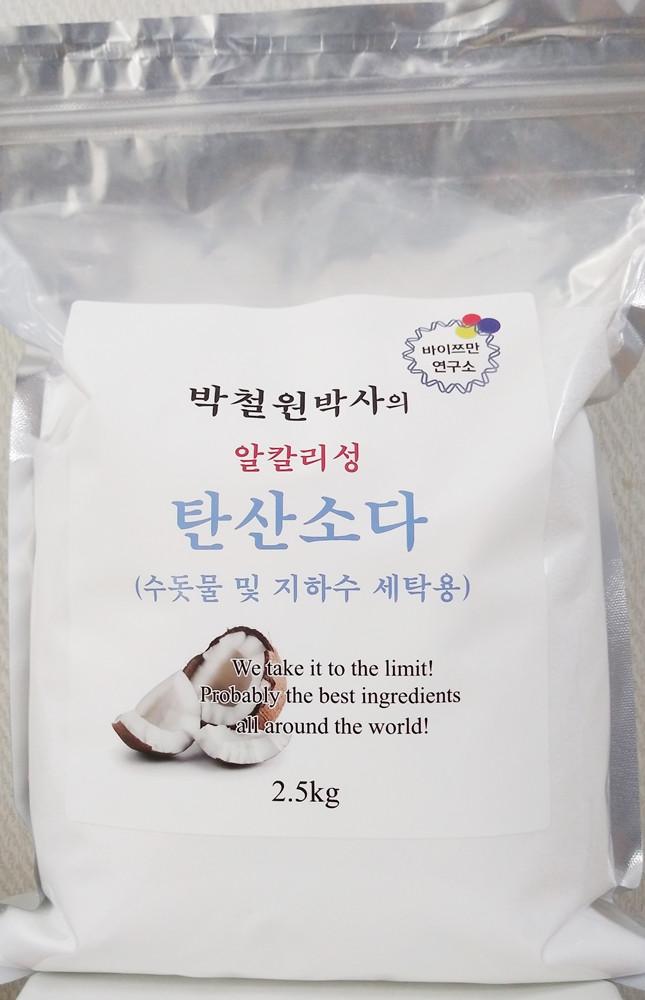 바이쯔만
연구소
박철원박사의
알칼리성
탄산소다
(수돗물 및 지하수 세탁용)
We take it to the limit!
Probably the best ingredients
all around the world!
2.5kg